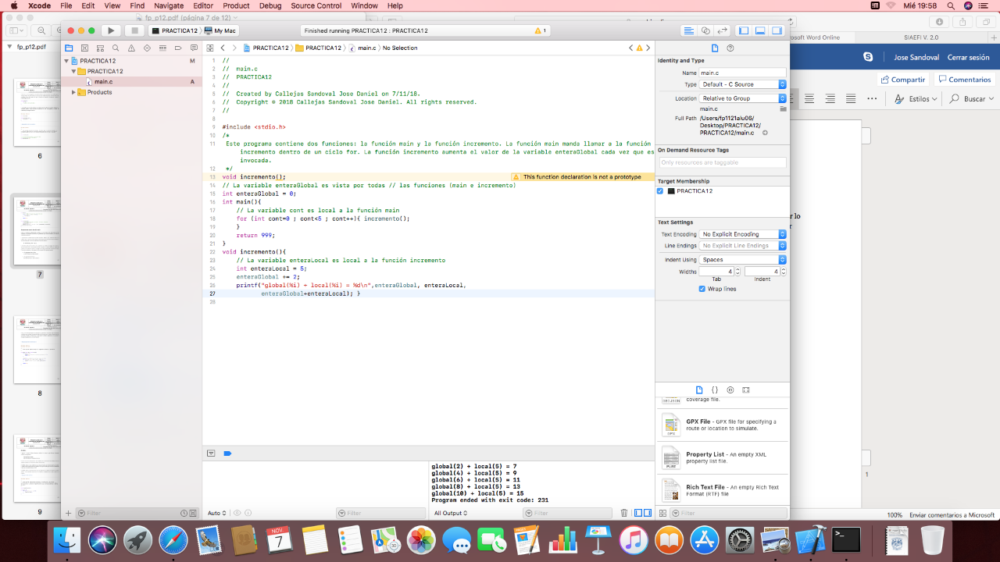 Xcode File Edit View Find Navigate Editor Product Debug Source Control Window Help Mié 19:58
fp_p12.pdf (página 7 de 12)
PRACTICA12 My Mac
Finished running PRACTICA12 : PRACTICA12 1
fp_p12.pdf
PRACTICA12 PRACTICA12 main.c No Selection
PRACTICA12 M
PRACTICA12
main.c A
Products
6
7
8
9
1 //
2 // main.c
3 // PRACTICA12
4 //
5 // Created by Callejas Sandoval Jose Daniel on 7/11/18.
6 // Copyright © 2018 Callejas Sandoval Jose Daniel. All rights reserved.
7 //
8
9 #include <stdio.h>
10 /*
11 Este programa contiene dos funciones: la función main y la función incremento. La función main manda llamar a la función
incremento dentro de un ciclo for. La función incremento aumenta el valor de la variable enteraGlobal cada vez que es
invocada.
12 */
13 void incremento(); This function declaration is not a prototype
14 // La variable enteraGlobal es vista por todas // las funciones (main e incremento)
15 int enteraGlobal = 0;
16 int main(){
17 // La variable cont es local a la función main
18 for (int cont=0 ; cont<5 ; cont++){ incremento();
19 }
20 return 999;
21 }
22 void incremento(){
23 // La variable enteraLocal es local a la función incremento
24 int enteraLocal = 5;
25 enteraGlobal += 2;
26 printf("global(%i) + local(%i) = %d\n",enteraGlobal, enteraLocal,
27 enteraGlobal+enteraLocal); }
28
Identity and Type
Name main.c
Type Default - C Source
Location Relative to Group
main.c
Full Path /Users/fp1121alu06/
Desktop/PRACTICA12/
PRACTICA12/main.c
On Demand Resource Tags
Only resources are taggable
Target Membership
PRACTICA12
Text Settings
Text Encoding No Explicit Encoding
Line Endings No Explicit Line Endings
Indent Using Spaces
Widths 4 4
Tab Indent
Wrap lines
coverage file.
GPX File - GPX file for specifying a
route or location to simulate.
Property List - An empty XML
property list file.
Rich Text File - An empty Rich Text
Format (RTF) file
global(2) + local(5) = 7
global(4) + local(5) = 9
global(6) + local(5) = 11
global(8) + local(5) = 13
global(10) + local(5) = 15
Program ended with exit code: 231
Filter
Auto
Filter
All Output
Filter
Filter
osoft Word Online
SIAEFI V. 2.0
Jose Sandoval Cerrar sesión
Compartir Comentarios
Buscar
1
100% Enviar comentarios a Microsoft
NOV.
7